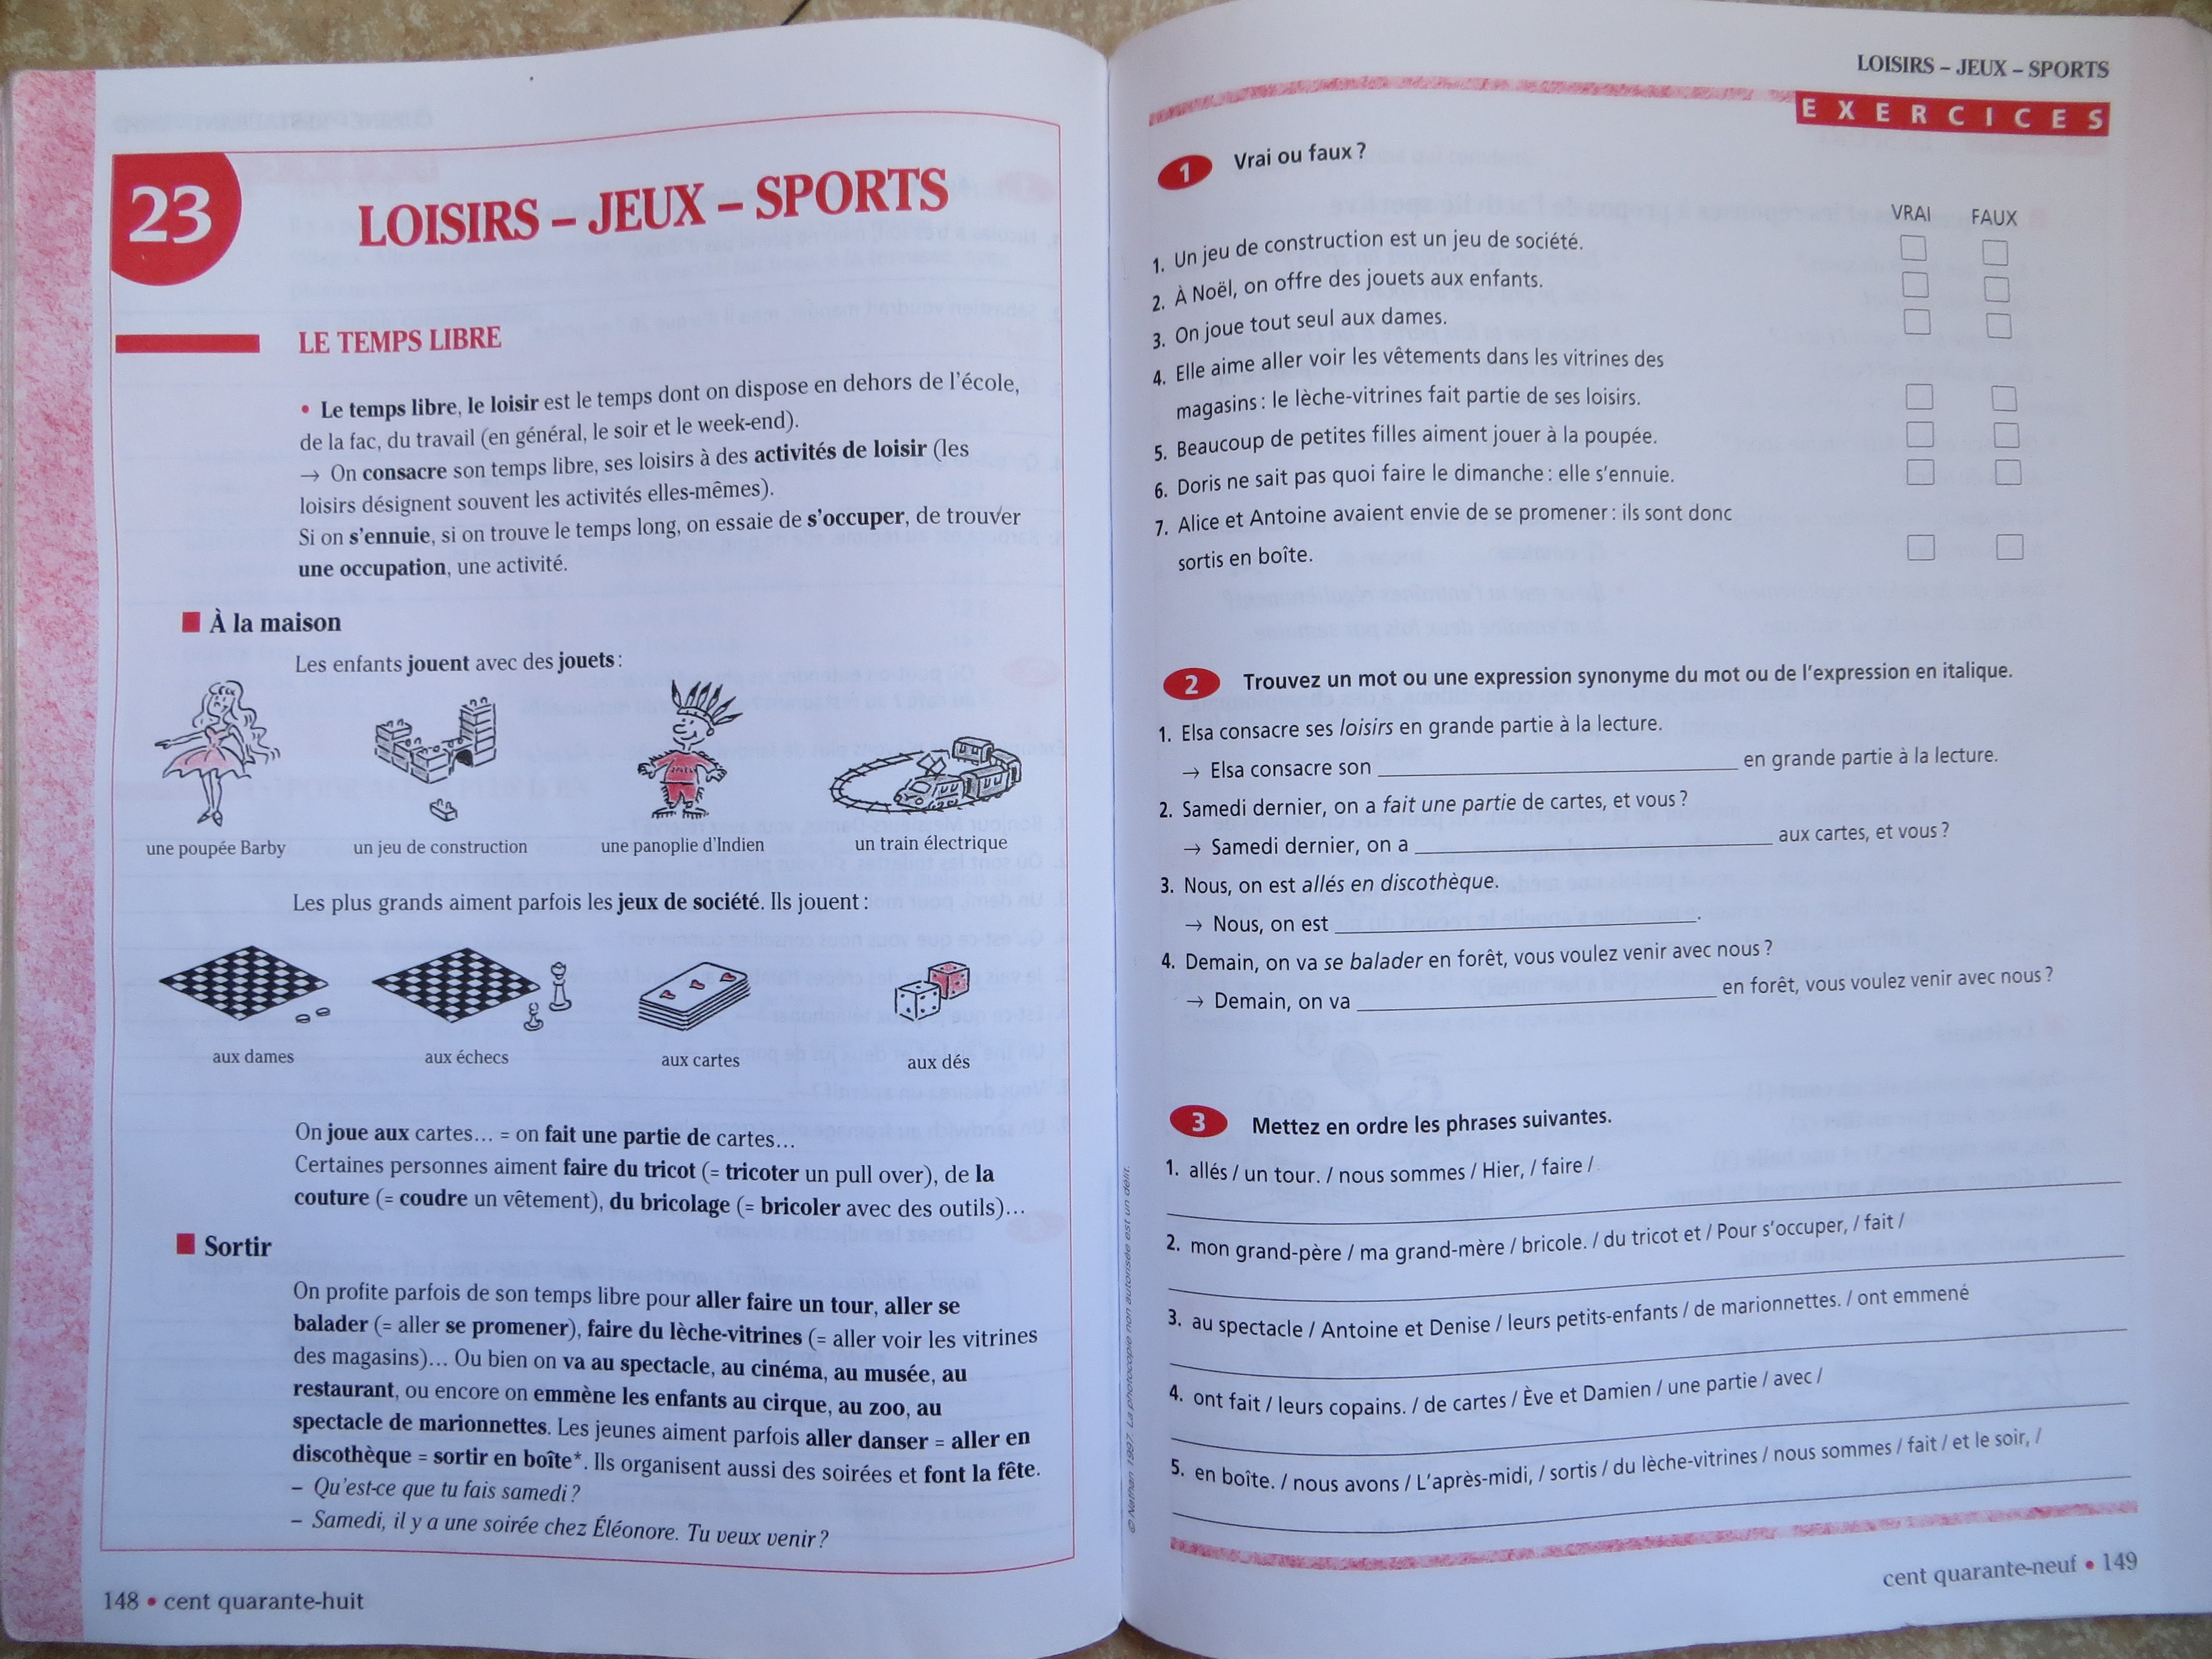 23
LOISIRS – JEUX – SPORTS
LE TEMPS LIBRE
• Le temps libre, le loisir est le temps dont on dispose en dehors de l'école,
de la fac, du travail (en général, le soir et le week-end).
→ On consacre son temps libre, ses loisirs à des activités de loisir (les
loisirs désignent souvent les activités elles-mêmes).
Si on s'ennuie, si on trouve le temps long, on essaie de s'occuper, de trouver
une occupation, une activité.
À la maison
Les enfants jouent avec des jouets :
une poupée Barby
un jeu de construction
une panoplie d'Indien
un train électrique
Les plus grands aiment parfois les jeux de société. Ils jouent :
aux dames
aux échecs
aux cartes
aux dés
On joue aux cartes… = on fait une partie de cartes…
Certaines personnes aiment faire du tricot (= tricoter un pull over), de la
couture (= coudre un vêtement), du bricolage (= bricoler avec des outils)…
Sortir
On profite parfois de son temps libre pour aller faire un tour, aller se
balader (= aller se promener), faire du lèche-vitrines (= aller voir les vitrines
des magasins)… Ou bien on va au spectacle, au cinéma, au musée, au
restaurant, ou encore on emmène les enfants au cirque, au zoo, au
spectacle de marionnettes. Les jeunes aiment parfois aller danser = aller en
discothèque = sortir en boîte*. Ils organisent aussi des soirées et font la fête.
– Qu'est-ce que tu fais samedi ?
– Samedi, il y a une soirée chez Éléonore. Tu veux venir ?
148 • cent quarante-huit
LOISIRS – JEUX – SPORTS
EXERCICES
1 Vrai ou faux ?
VRAI FAUX
1. Un jeu de construction est un jeu de société.
2. À Noël, on offre des jouets aux enfants.
3. On joue tout seul aux dames.
4. Elle aime aller voir les vêtements dans les vitrines des
magasins : le lèche-vitrines fait partie de ses loisirs.
5. Beaucoup de petites filles aiment jouer à la poupée.
6. Doris ne sait pas quoi faire le dimanche : elle s'ennuie.
7. Alice et Antoine avaient envie de se promener : ils sont donc
sortis en boîte.
2 Trouvez un mot ou une expression synonyme du mot ou de l'expression en italique.
1. Elsa consacre ses loisirs en grande partie à la lecture.
→ Elsa consacre son ____ en grande partie à la lecture.
2. Samedi dernier, on a fait une partie de cartes, et vous ?
→ Samedi dernier, on a ____ aux cartes, et vous ?
3. Nous, on est allés en discothèque.
→ Nous, on est ____.
4. Demain, on va se balader en forêt, vous voulez venir avec nous ?
→ Demain, on va ____ en forêt, vous voulez venir avec nous ?
3 Mettez en ordre les phrases suivantes.
1. allés / un tour. / nous sommes / Hier, / faire /
2. mon grand-père / ma grand-mère / bricole. / du tricot et / Pour s'occuper, / fait /
3. au spectacle / Antoine et Denise / leurs petits-enfants / de marionnettes. / ont emmené
4. ont fait / leurs copains. / de cartes / Ève et Damien / une partie / avec /
5. en boîte. / nous avons / L'après-midi, / sortis / du lèche-vitrines / nous sommes / fait / et le soir, /
© Nathan 1997. La photocopie non autorisée est un délit.
cent quarante-neuf • 149